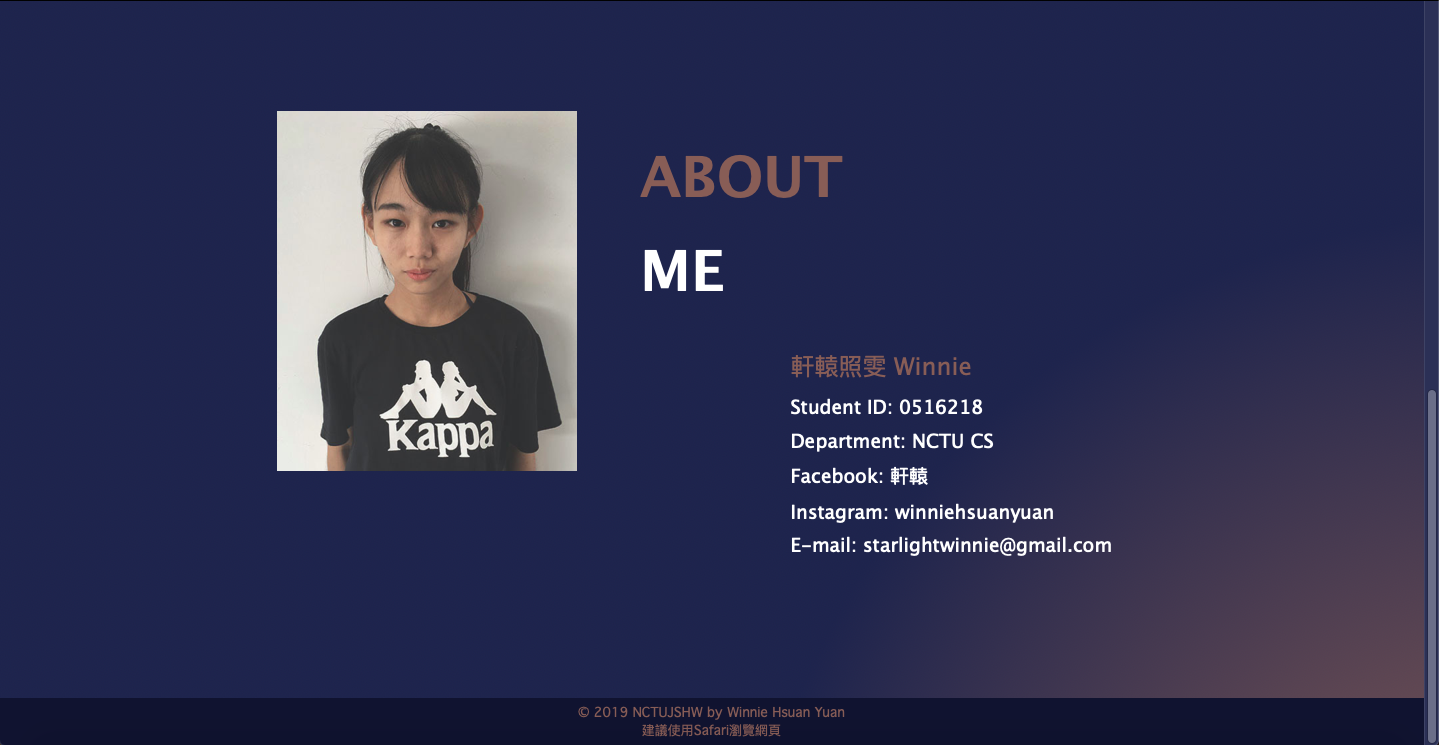 ABOUT
ME
Kappa
軒轅照雯 Winnie
Student ID: 0516218
Department: NCTU CS
Facebook: 軒轅
Instagram: winniehsuanyuan
E-mail: starlightwinnie@gmail.com
© 2019 NCTUJSHW by Winnie Hsuan Yuan
建議使用Safari瀏覽網頁